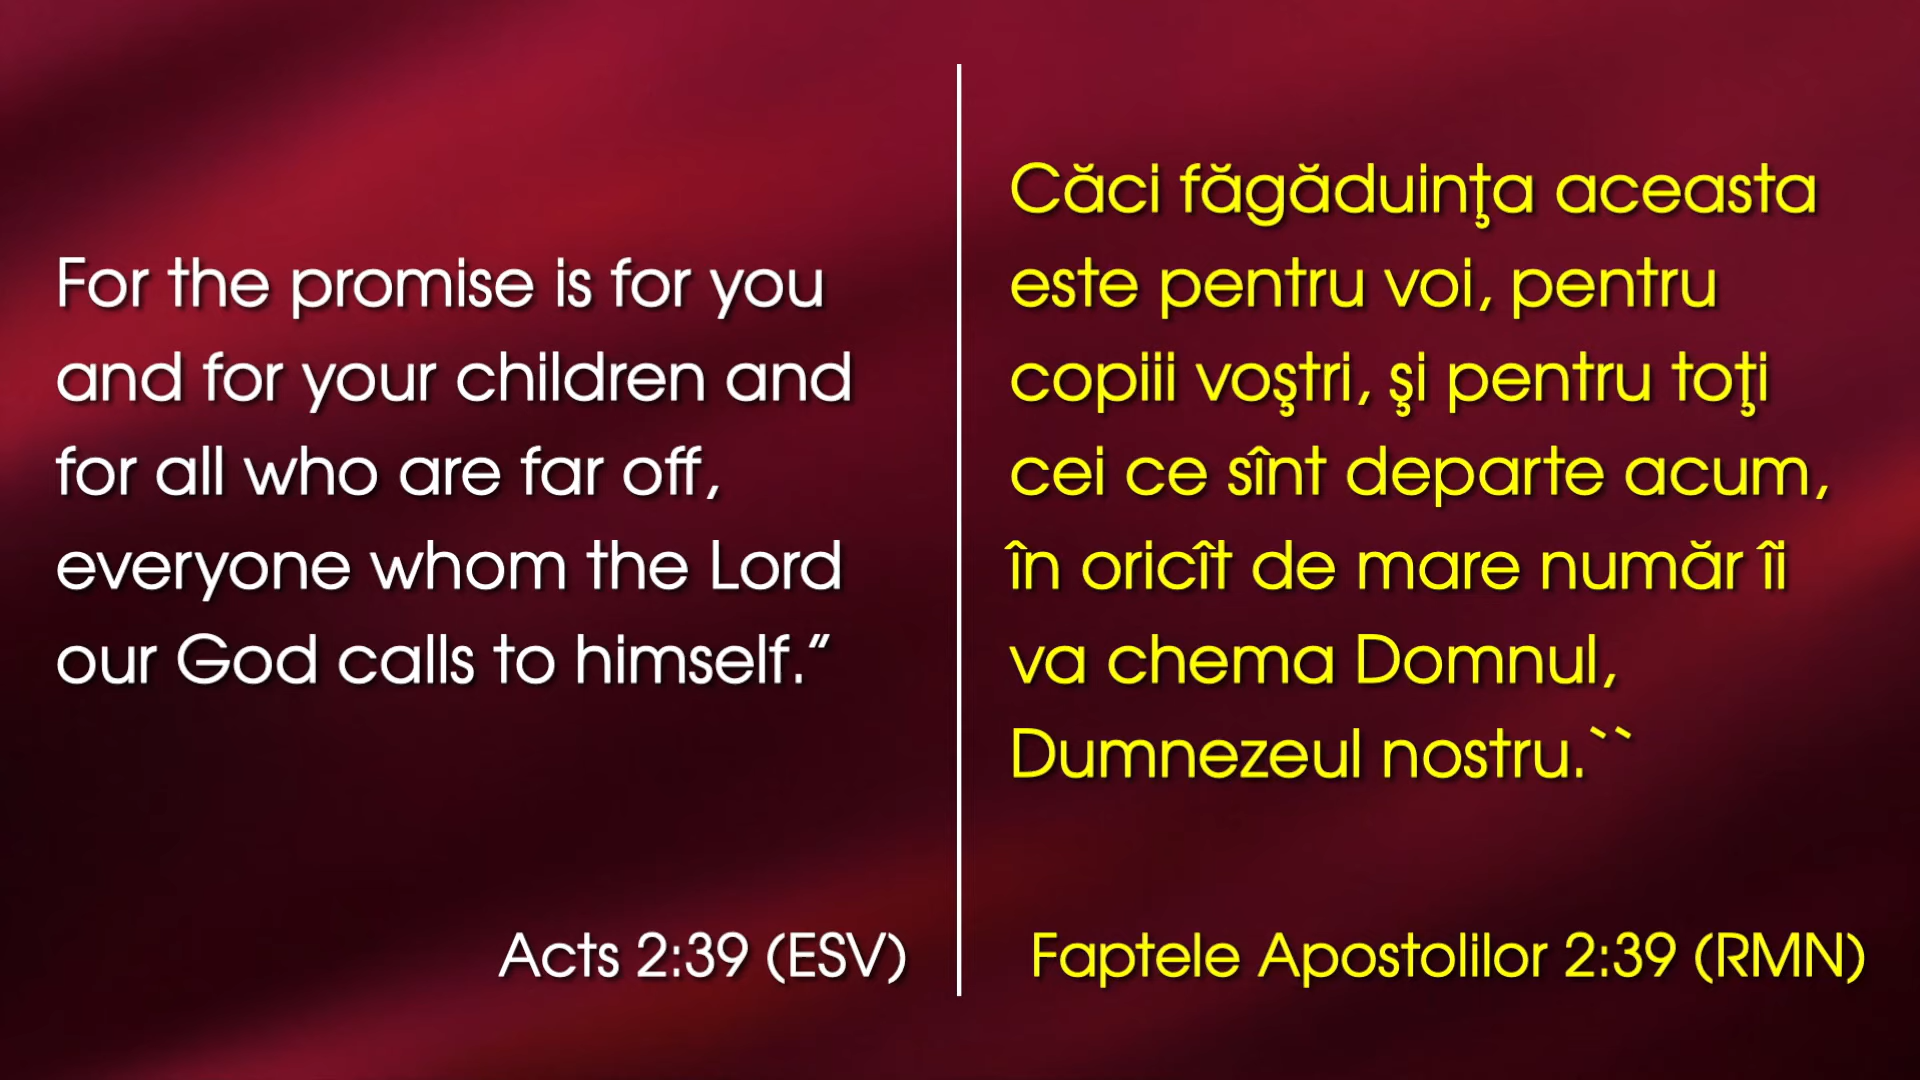 For the promise is for you
and for your children and
for all who are far off,
everyone whom the Lord
our God calls to himself.”
Acts 2:39 (ESV)
Căci făgăduinţa aceasta
este pentru voi, pentru
copiii voştri, şi pentru toţi
cei ce sînt departe acum,
în oricît de mare număr îi
va chema Domnul,
Dumnezeul nostru.``
Faptele Apostolilor 2:39 (RMN)